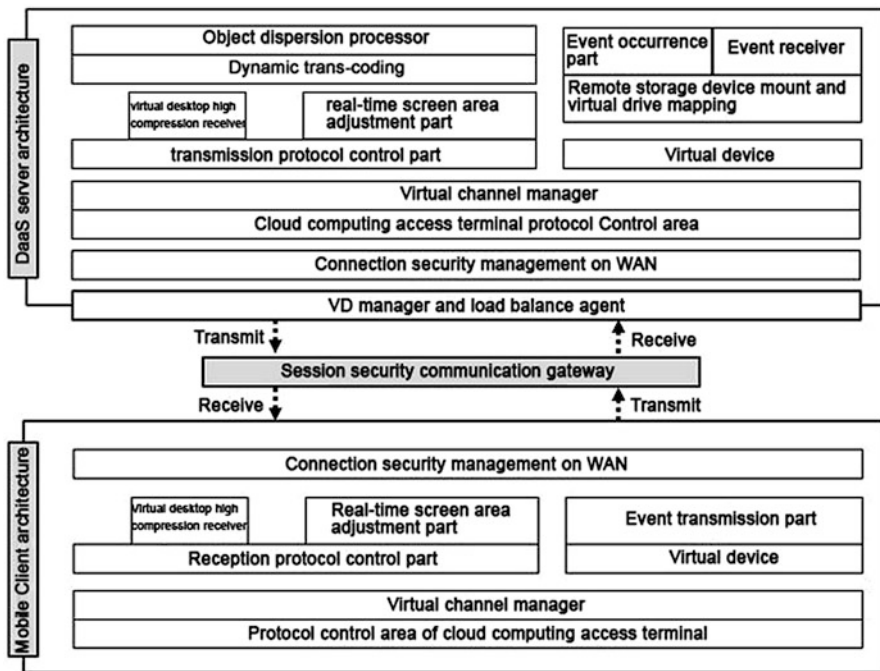 DaaS server architecture
Object dispersion processor
Dynamic trans-coding
virtual desktop high
compression receiver
real-time screen area
adjustment part
transmission protocol control part
Event occurrence
part
Event receiver
Remote storage device mount and
virtual drive mapping
Virtual device
Virtual channel manager
Cloud computing access terminal protocol Control area
Connection security management on WAN
VD manager and load balance agent
Transmit
Receive
Session security communication gateway
Receive
Transmit
Mobile Client architecture
Connection security management on WAN
Virtual desktop high
compression receiver
Real-time screen area
adjustment part
Reception protocol control part
Event transmission part
Virtual device
Virtual channel manager
Protocol control area of cloud computing access terminal